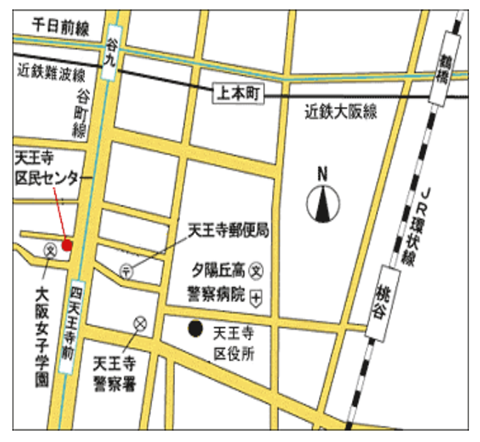 千日前線
谷九
鶴橋
近鉄難波線
上本町
近鉄大阪線
谷町線
天王寺
区民センター
N
JR環状線
天王寺郵便局
夕陽丘高
文
警察病院
桃谷
文
〒
大阪女子学園
四天王寺前
天王寺
警察署
天王寺
区役所